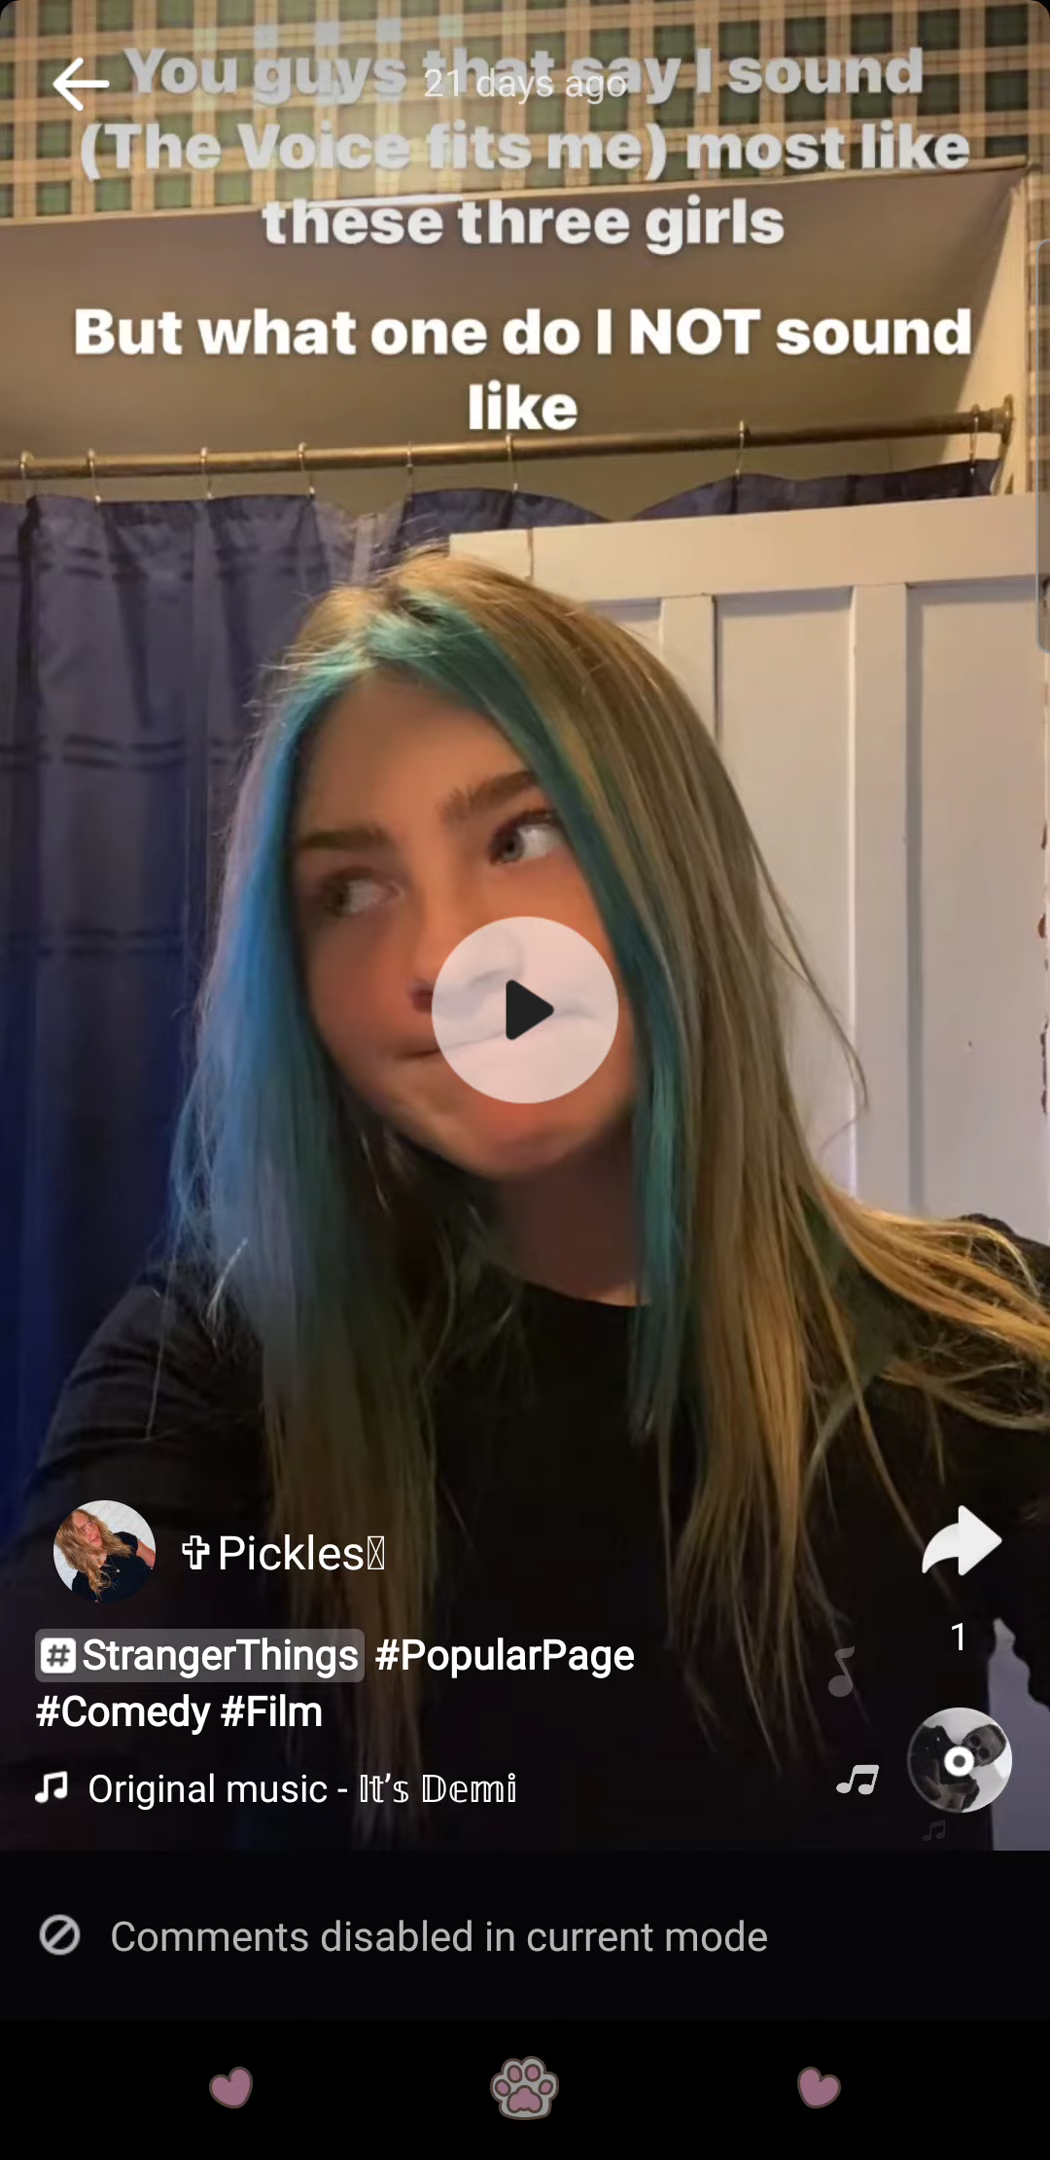 21 days ago
You guys that say I sound
(The Voice fits me) most like
these three girls
But what one do I NOT sound
like
✞Pickles
#StrangerThings #PopularPage
#Comedy #Film
1
Original music - 𝕀𝕥’𝕤 𝔻𝕖𝕞𝕚
Comments disabled in current mode